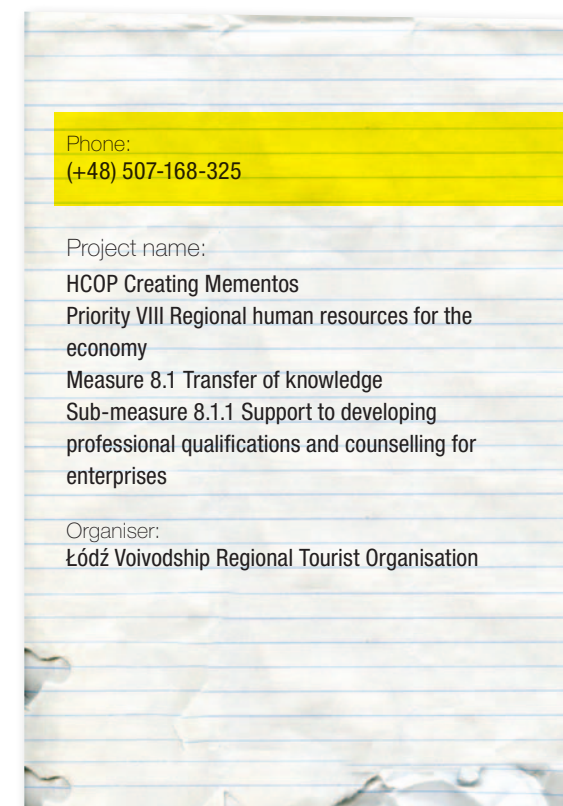 Phone:
(+48) 507-168-325
Project name:
HCOP Creating Mementos
Priority VIII Regional human resources for the
economy
Measure 8.1 Transfer of knowledge
Sub-measure 8.1.1 Support to developing
professional qualifications and counselling for
enterprises
Organiser:
Łódź Voivodship Regional Tourist Organisation